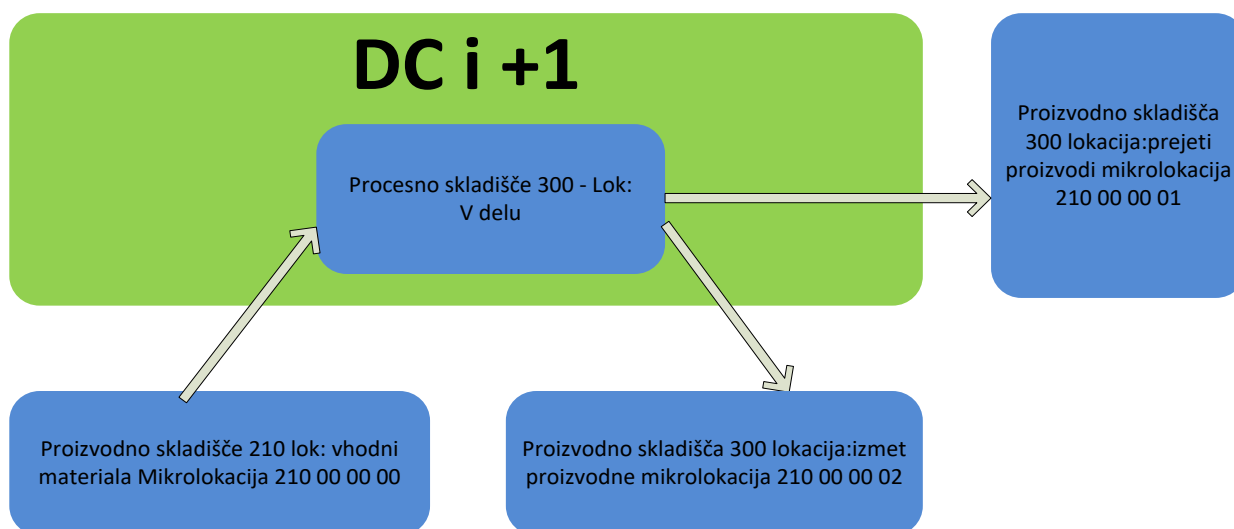 DC i +1
Procesno skladišče 300 - Lok:
V delu
Proizvodno skladišča
300 lokacija:prejeti
proizvodi mikrolokacija
210 00 00 01
Proizvodno skladišče 210 lok: vhodni
materiala Mikrolokacija 210 00 00 00
Proizvodno skladišča 300 lokacija:izmet
proizvodne mikrolokacija 210 00 00 02